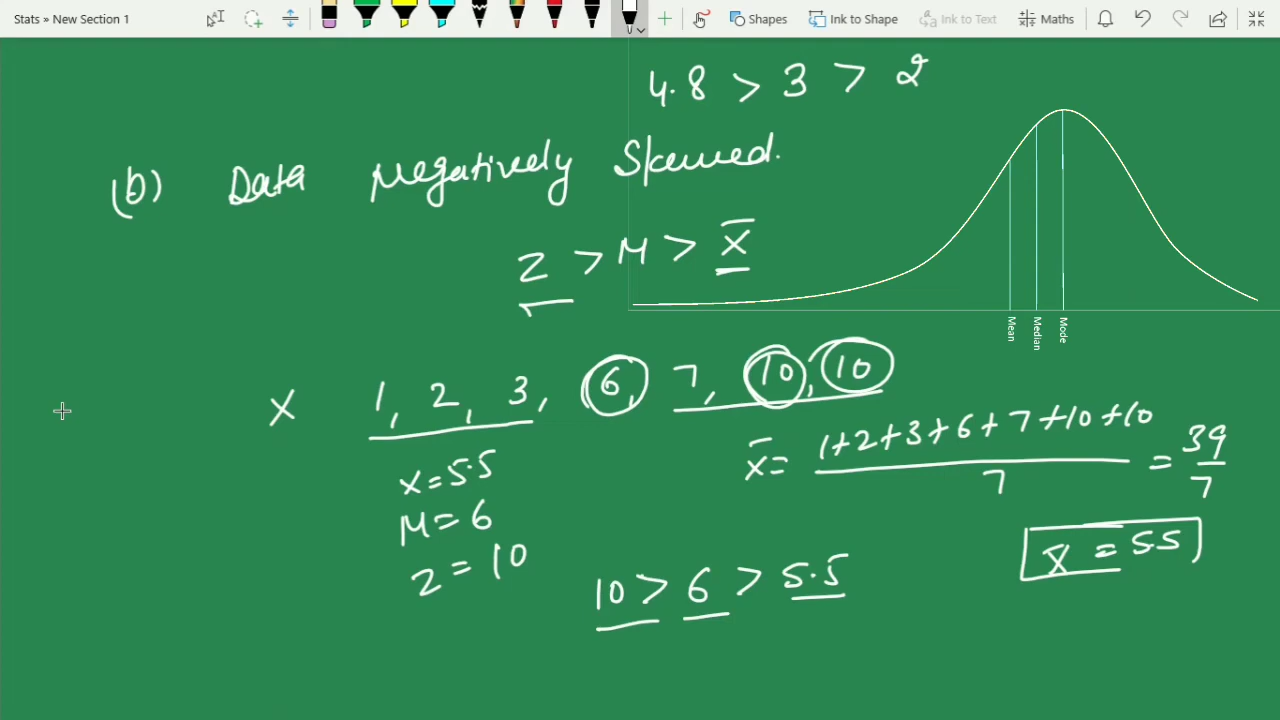 Stats » New Section 1
Shapes
Ink to Shape
Ink to Text
Maths
4.8 > 3 > 2
(b) Data Negatively Skewed.
Z > M > X̅
Mean
Median
Mode
X 1, 2, 3, 6, 7, 10, 10
X̅ = 1+2+3+6+7+10+10 / 7 = 39 / 7
X = 5.5
M = 6
Z = 10
10 > 6 > 5.5
X̅ = 5.5